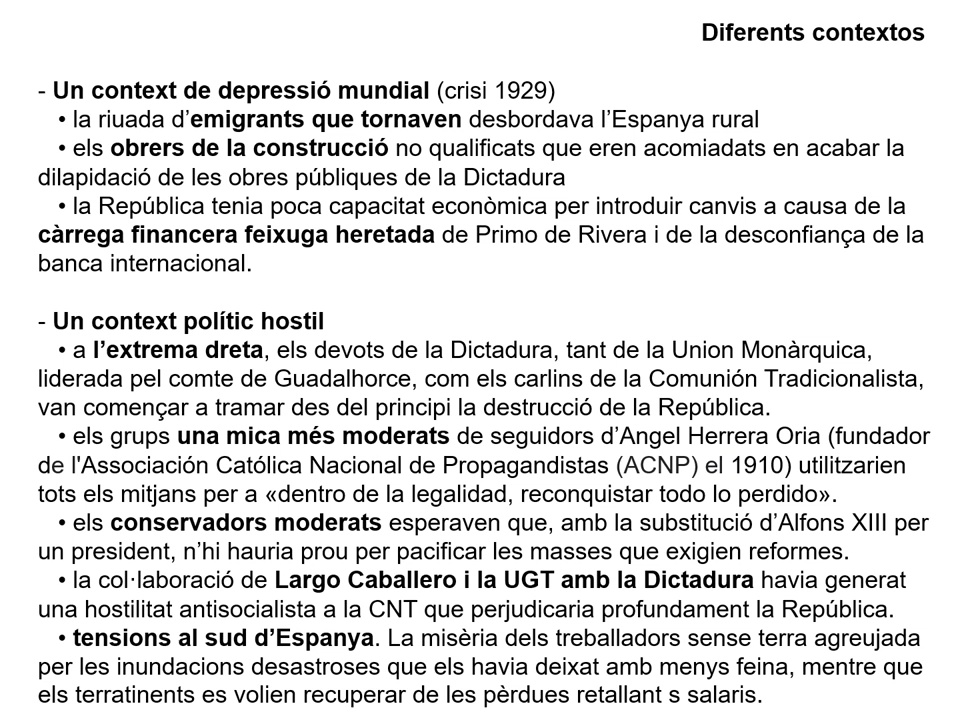 Diferents contextos
- Un context de depressió mundial (crisi 1929)
• la riuada d’emigrants que tornaven desbordava l’Espanya rural
• els obrers de la construcció no qualificats que eren acomiadats en acabar la
dilapidació de les obres públiques de la Dictadura
• la República tenia poca capacitat econòmica per introduir canvis a causa de la
càrrega financera feixuga heretada de Primo de Rivera i de la desconfiança de la
banca internacional.
- Un context polític hostil
• a l’extrema dreta, els devots de la Dictadura, tant de la Union Monàrquica,
liderada pel comte de Guadalhorce, com els carlins de la Comunión Tradicionalista,
van començar a tramar des del principi la destrucció de la República.
• els grups una mica més moderats de seguidors d’Angel Herrera Oria (fundador
de l'Associación Católica Nacional de Propagandistas (ACNP) el 1910) utilitzarien
tots els mitjans per a «dentro de la legalidad, reconquistar todo lo perdido».
• els conservadors moderats esperaven que, amb la substitució d’Alfons XIII per
un president, n’hi hauria prou per pacificar les masses que exigien reformes.
• la col·laboració de Largo Caballero i la UGT amb la Dictadura havia generat
una hostilitat antisocialista a la CNT que perjudicaria profundament la República.
• tensions al sud d’Espanya. La misèria dels treballadors sense terra agreujada
per les inundacions desastroses que els havia deixat amb menys feina, mentre que
els terratinents es volien recuperar de les pèrdues retallant s salaris.